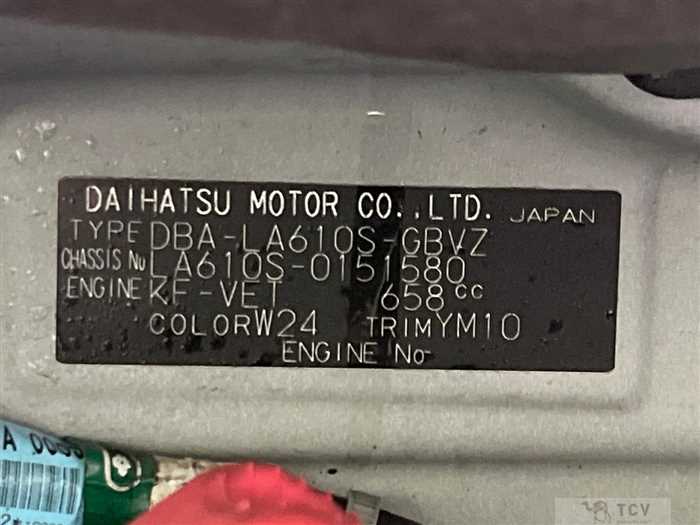 DAIHATSU MOTOR CO.,LTD. JAPAN
TYPE DBA-LA610S-GBVZ
CHASSIS No LA610S-0151580
ENGINE KF-VET 658cc
COLOR W24 TRIM YM10
ENGINE No-
A 00
TCV